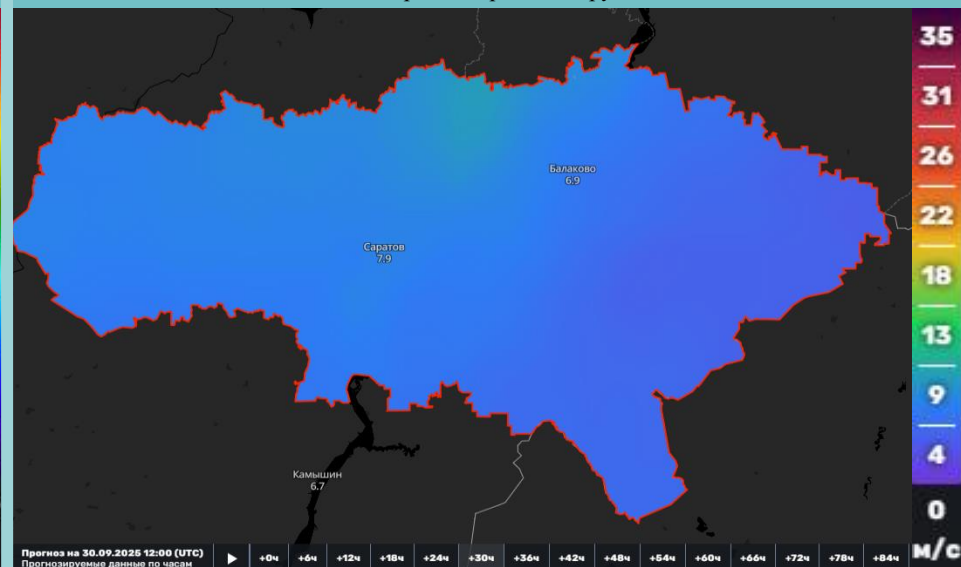 35
31
26
22
18
13
9
4
0
м/с
Балаково
6.9
Саратов
7.9
Камышин
6.7
Прогноз на 30.09.2025 12:00 (UTC)
Прогнозируемые данные по часам
+0ч +6ч +12ч +18ч +24ч +30ч +36ч +42ч +48ч +54ч +60ч +66ч +72ч +78ч +84ч